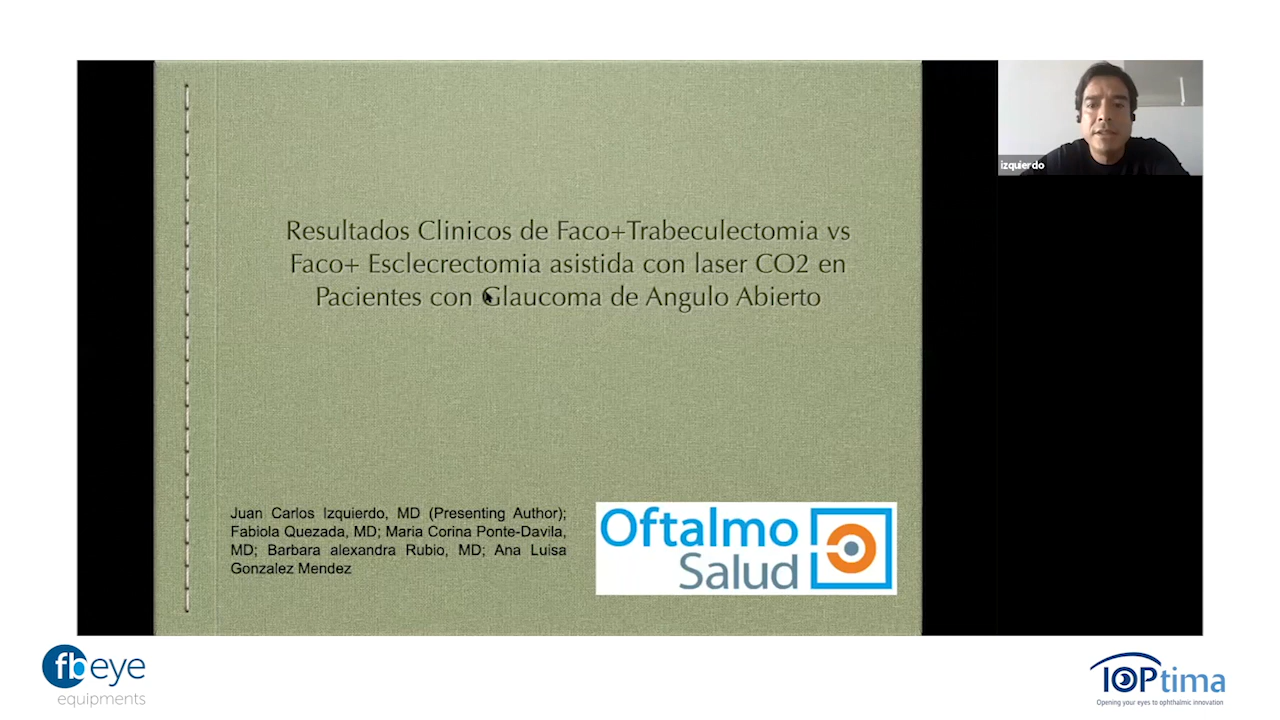 Resultados Clinicos de Faco+Trabeculectomia vs
Faco+ Esclecrectomia asistida con laser CO2 en
Pacientes con Glaucoma de Angulo Abierto
izquierdo
Juan Carlos Izquierdo, MD (Presenting Author);
Fabiola Quezada, MD; Maria Corina Ponte-Davila,
MD; Barbara alexandra Rubio, MD; Ana Luisa
Gonzalez Mendez
Oftalmo
Salud
fbeye
equipments
IOPtima
Opening your eyes to ophthalmic innovation